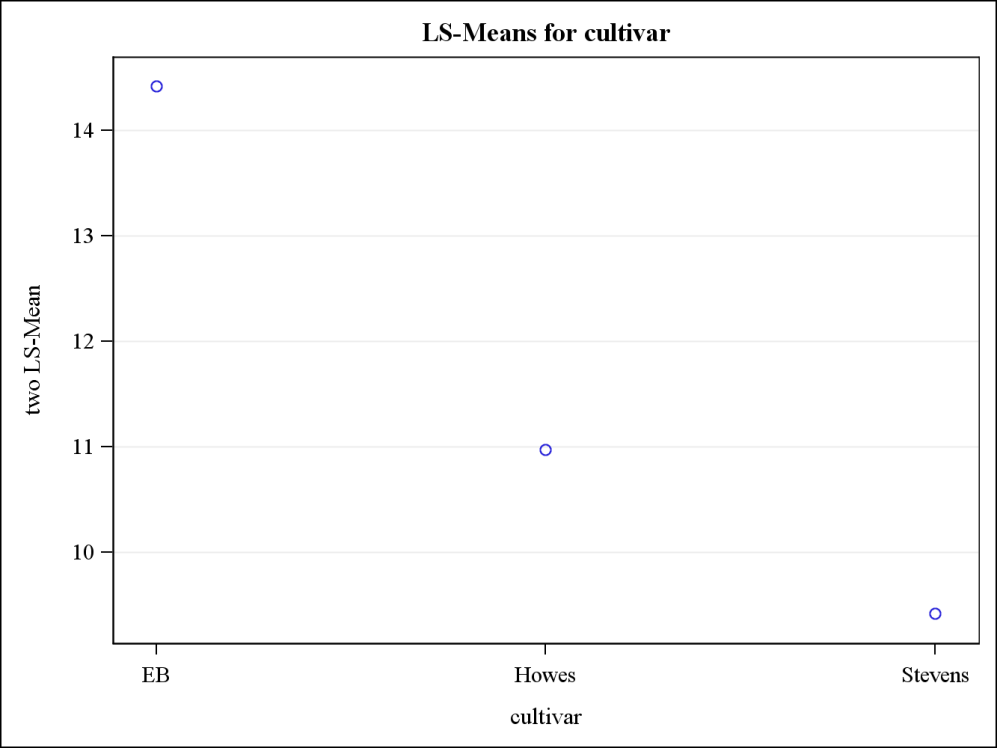 LS-Means for cultivar
two LS-Mean
14
13
12
11
10
EB
Howes
Stevens
cultivar